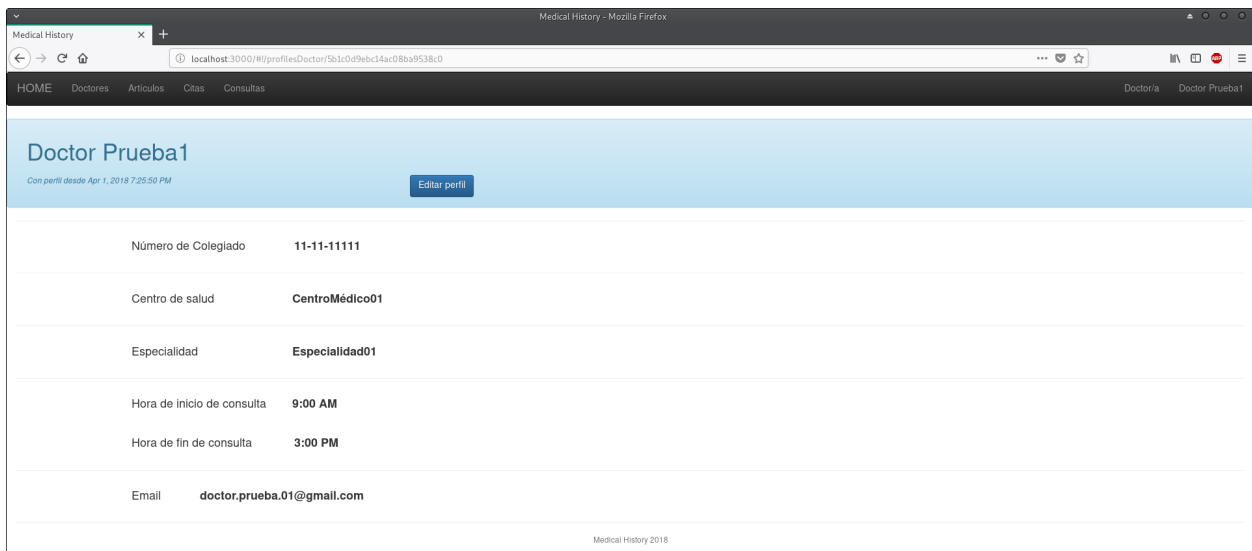 Medical History - Mozilla Firefox
Medical History
localhost:3000/#!/profilesDoctor/5b1c0d9ebc14ac08ba9538c0
ABP
HOME Doctores Artículos Citas Consultas Doctor/a Doctor Prueba1
Doctor Prueba1
Con perfil desde Apr 1, 2018 7:25:50 PM
Editar perfil
Número de Colegiado 11-11-11111
Centro de salud CentroMédico01
Especialidad Especialidad01
Hora de inicio de consulta 9:00 AM
Hora de fin de consulta 3:00 PM
Email doctor.prueba.01@gmail.com
Medical History 2018